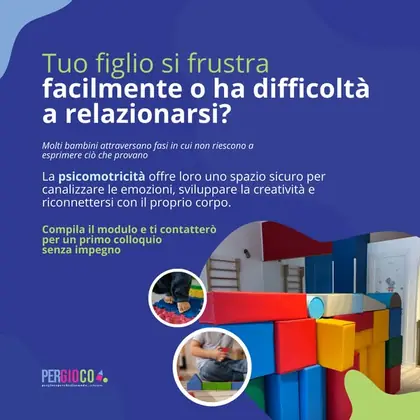 Tuo figlio si frustra
facilmente o ha difficoltà
a relazionarsi?
Molti bambini attraversano fasi in cui non riescono a
esprimere ciò che provano
La psicomotricità offre loro uno spazio sicuro per
canalizzare le emozioni, sviluppare la creatività e
riconnettersi con il proprio corpo.
Compila il modulo e ti contatterò
per un primo colloquio
senza impegno
PERGIOCO